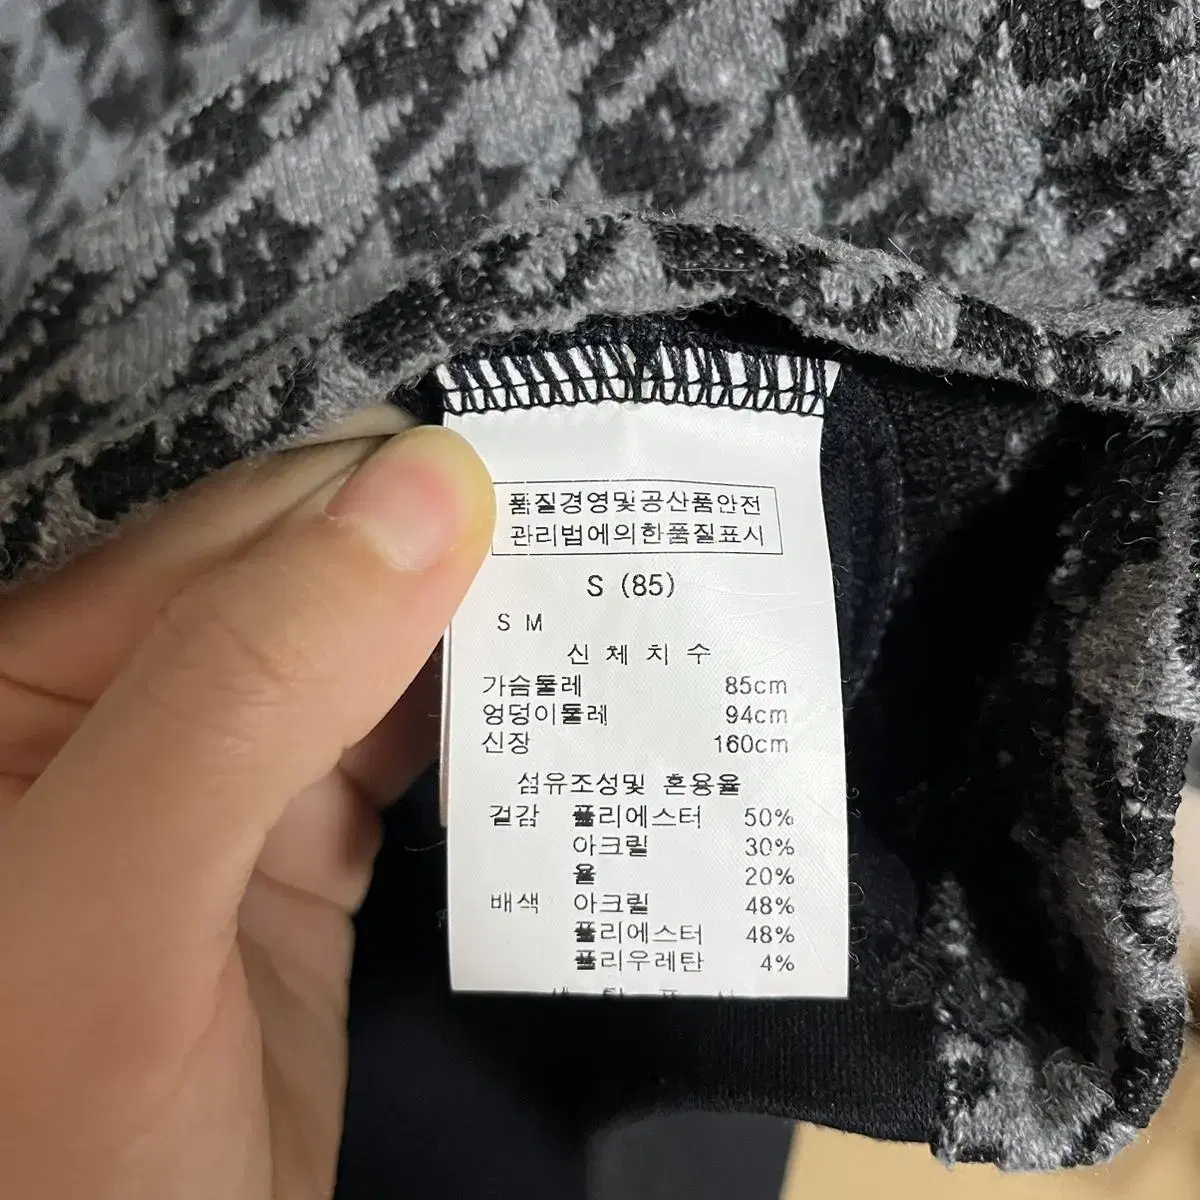 품질경영및공산품안전
관리법에의한품질표시
S (85)
S M
신 체 치 수
가슴둘레 85cm
엉덩이둘레 94cm
신장 160cm
섬유조성및 혼용율
겉감 폴리에스터 50%
아크릴 30%
울 20%
배색 아크릴 48%
폴리에스터 48%
폴리우레탄 4%